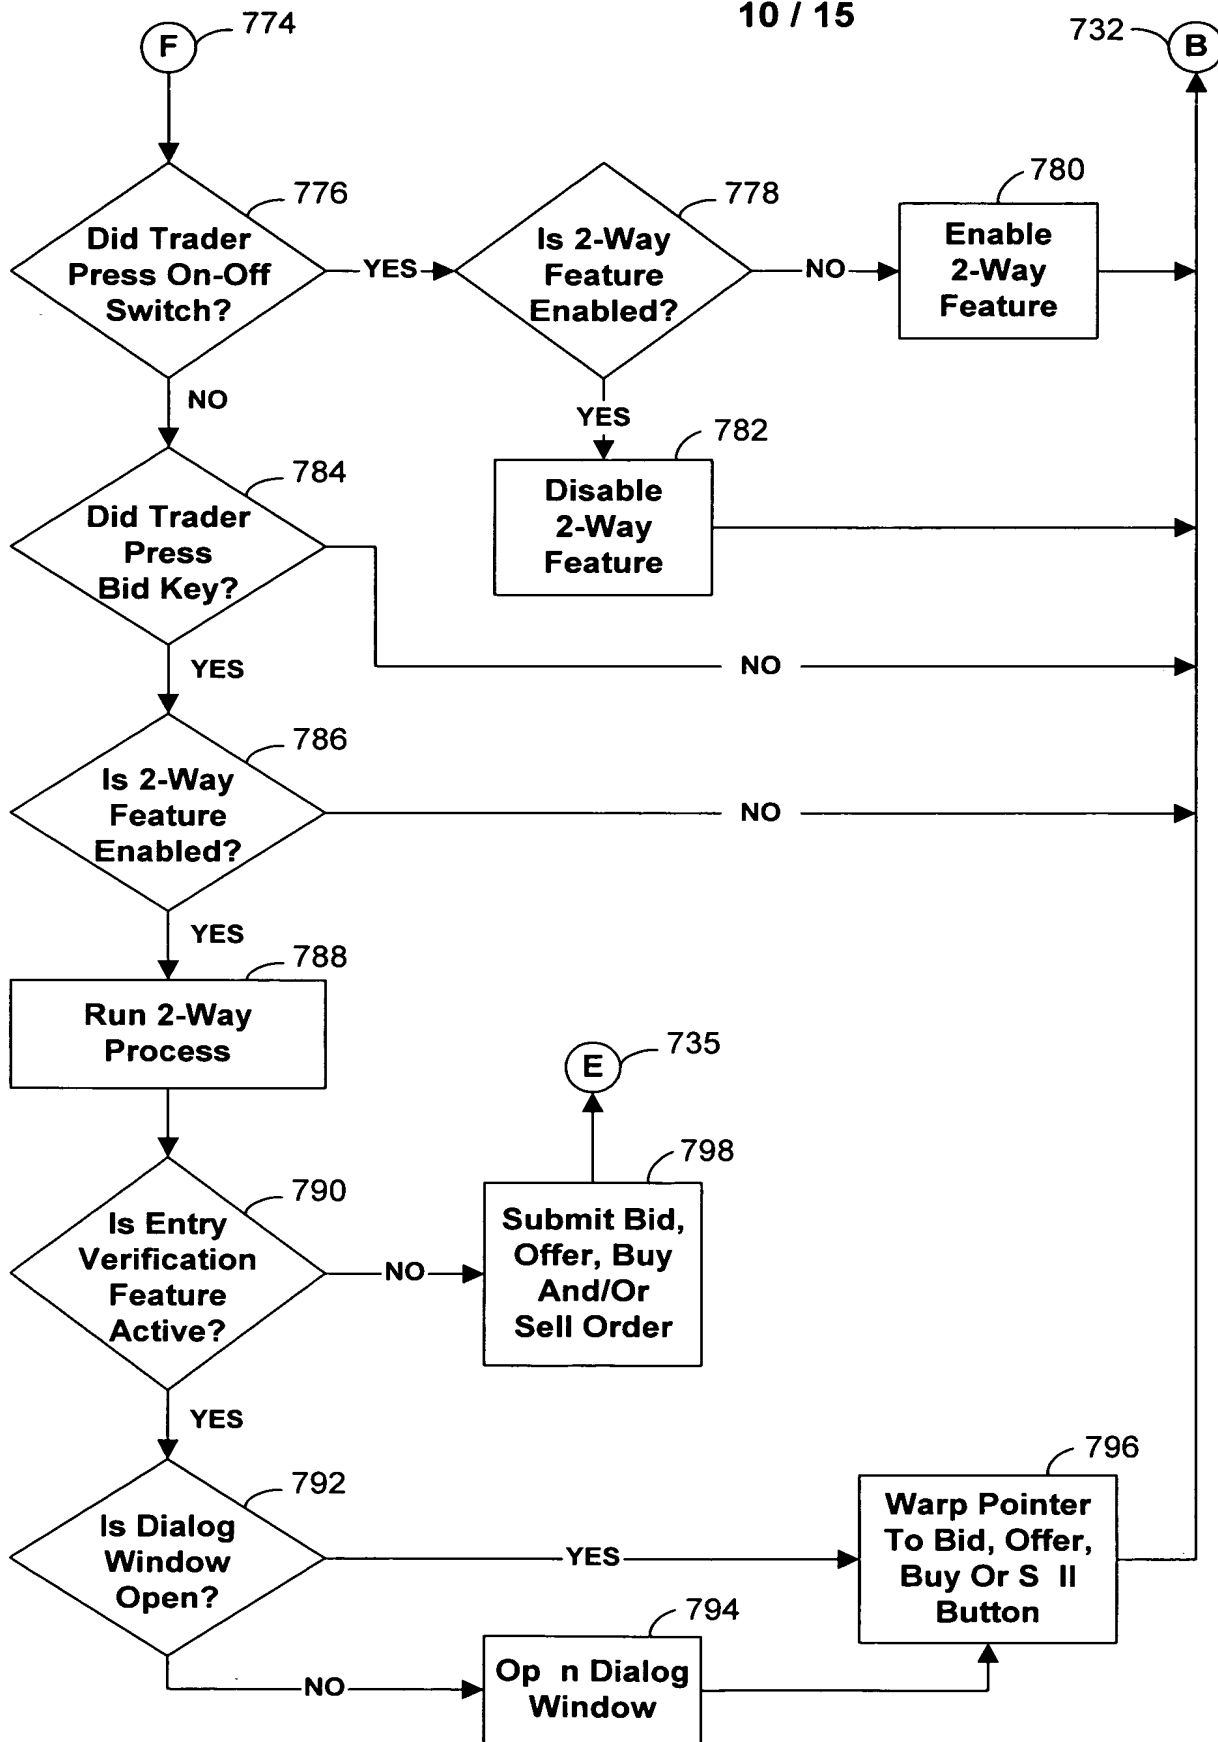 10 / 15
F
774
732
B
776
Did Trader
Press On-Off
Switch?
YES
778
Is 2-Way
Feature
Enabled?
NO
780
Enable
2-Way
Feature
NO
YES
782
Disable
2-Way
Feature
784
Did Trader
Press
Bid Key?
NO
YES
786
Is 2-Way
Feature
Enabled?
NO
YES
788
Run 2-Way
Process
E
735
790
Is Entry
Verification
Feature
Active?
NO
798
Submit Bid,
Offer, Buy
And/Or
Sell Order
YES
792
Is Dialog
Window
Open?
YES
796
Warp Pointer
To Bid, Offer,
Buy Or S ll
Button
NO
794
Op n Dialog
Window